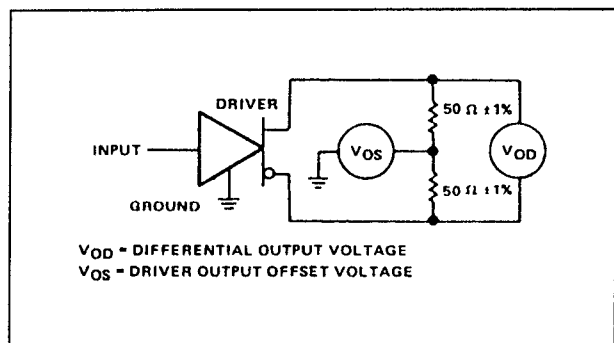 DRIVER
50 Ω ± 1%
INPUT
VOS
VOD
50 Ω ± 1%
GROUND
VOD = DIFFERENTIAL OUTPUT VOLTAGE
VOS = DRIVER OUTPUT OFFSET VOLTAGE